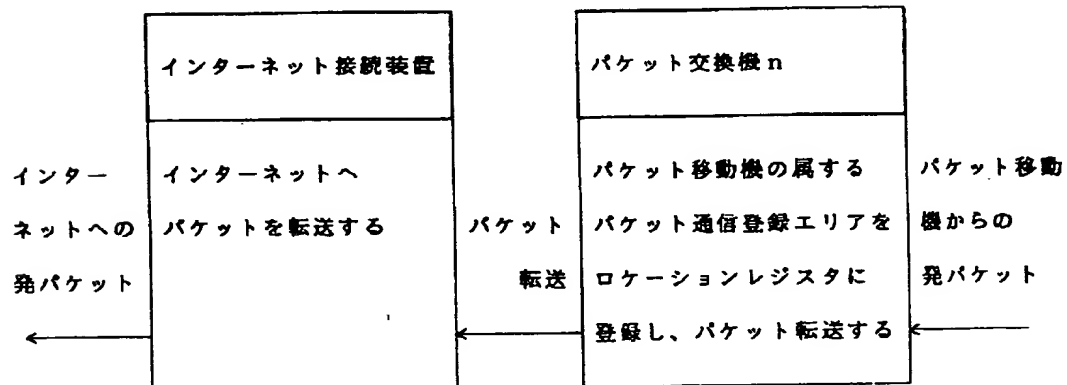 インターネット接続装置
パケット交換機n
インター
ネットへの
発パケット
インターネットへ
パケットを転送する
パケット
転送
パケット移動機の属する
パケット通信登録エリアを
ロケーションレジスタに
登録し、パケット転送する
パケット移動
機からの
発パケット